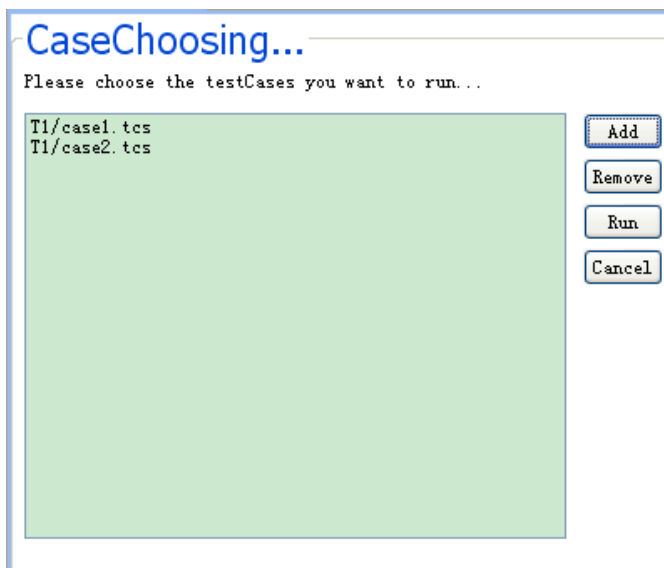 CaseChoosing...
Please choose the testCases you want to run...
T1/case1.tcs
T1/case2.tcs
Add
Remove
Run
Cancel